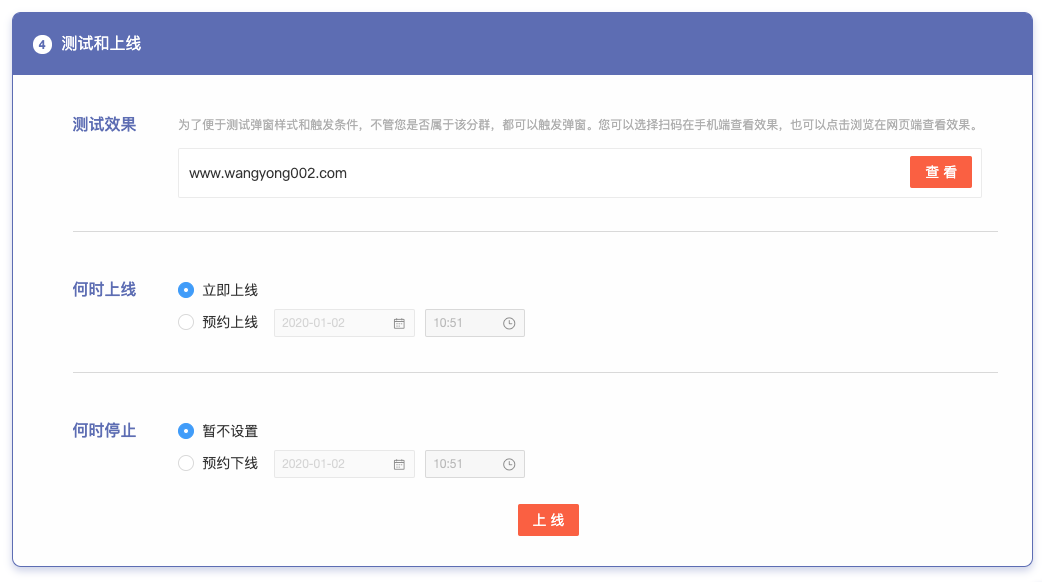 4 测试和上线
测试效果 为了便于测试弹窗样式和触发条件，不管您是否属于该分群，都可以触发弹窗。您可以选择扫码在手机端查看效果，也可以点击浏览在网页端查看效果。
www.wangyong002.com 查 看
何时上线 立即上线
预约上线 2020-01-02 10:51
何时停止 暂不设置
预约下线 2020-01-02 10:51
上 线